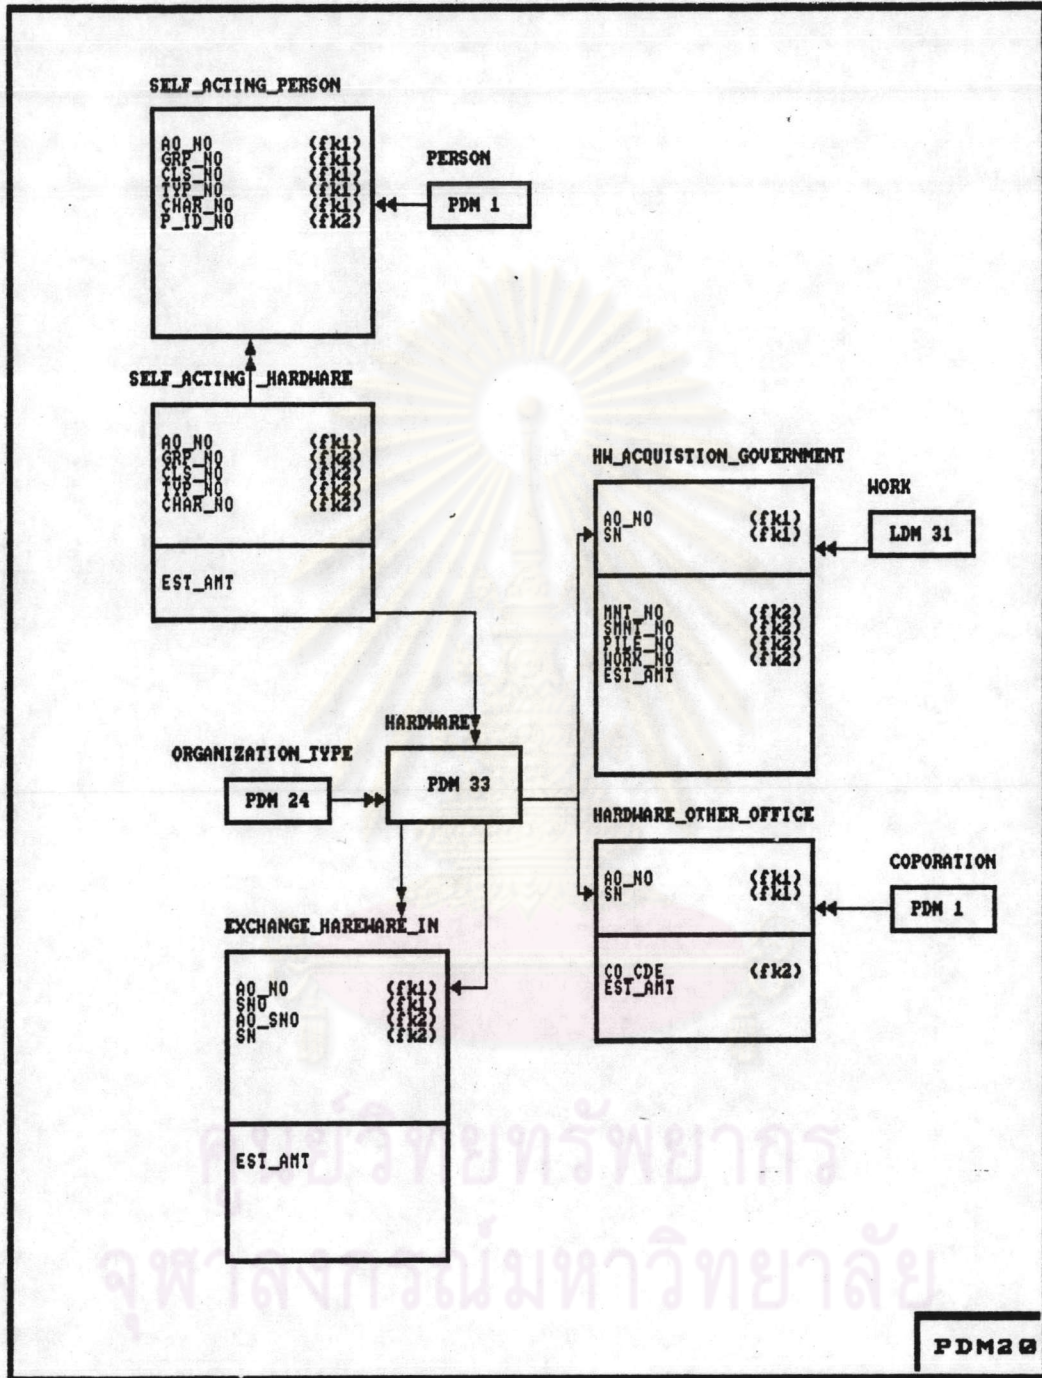 SELF_ACTING_PERSON
AO_NO (fk1)
GRP_NO (fk1)
CLS_NO (fk1)
TYP_NO (fk1)
CHAR_NO (fk1)
P_ID_NO (fk2)
PERSON
PDM 1
SELF_ACTING_HARDWARE
AO_NO (fk1)
GRP_NO (fk2)
CLS_NO (fk2)
TYP_NO (fk2)
CHAR_NO (fk2)
EST_AMT
HW_ACQUISTION_GOVERNMENT
AO_NO (fk1)
SN (fk1)
MNT_NO (fk2)
SMNT_NO (fk2)
PILE_NO (fk2)
WORK_NO (fk2)
EST_AMT
WORK
LDM 31
HARDWARE
PDM 33
ORGANIZATION_TYPE
PDM 24
HARDWARE_OTHER_OFFICE
AO_NO (fk1)
SN (fk1)
CO_CDE (fk2)
EST_AMT
COPORATION
PDM 1
EXCHANGE_HAREWARE_IN
AO_NO (fk1)
SNO (fk1)
AO_SNO (fk2)
SN (fk2)
EST_AMT
ศูนย์วิทยทรัพยากร
จุฬาลงกรณ์มหาวิทยาลัย
PDM20